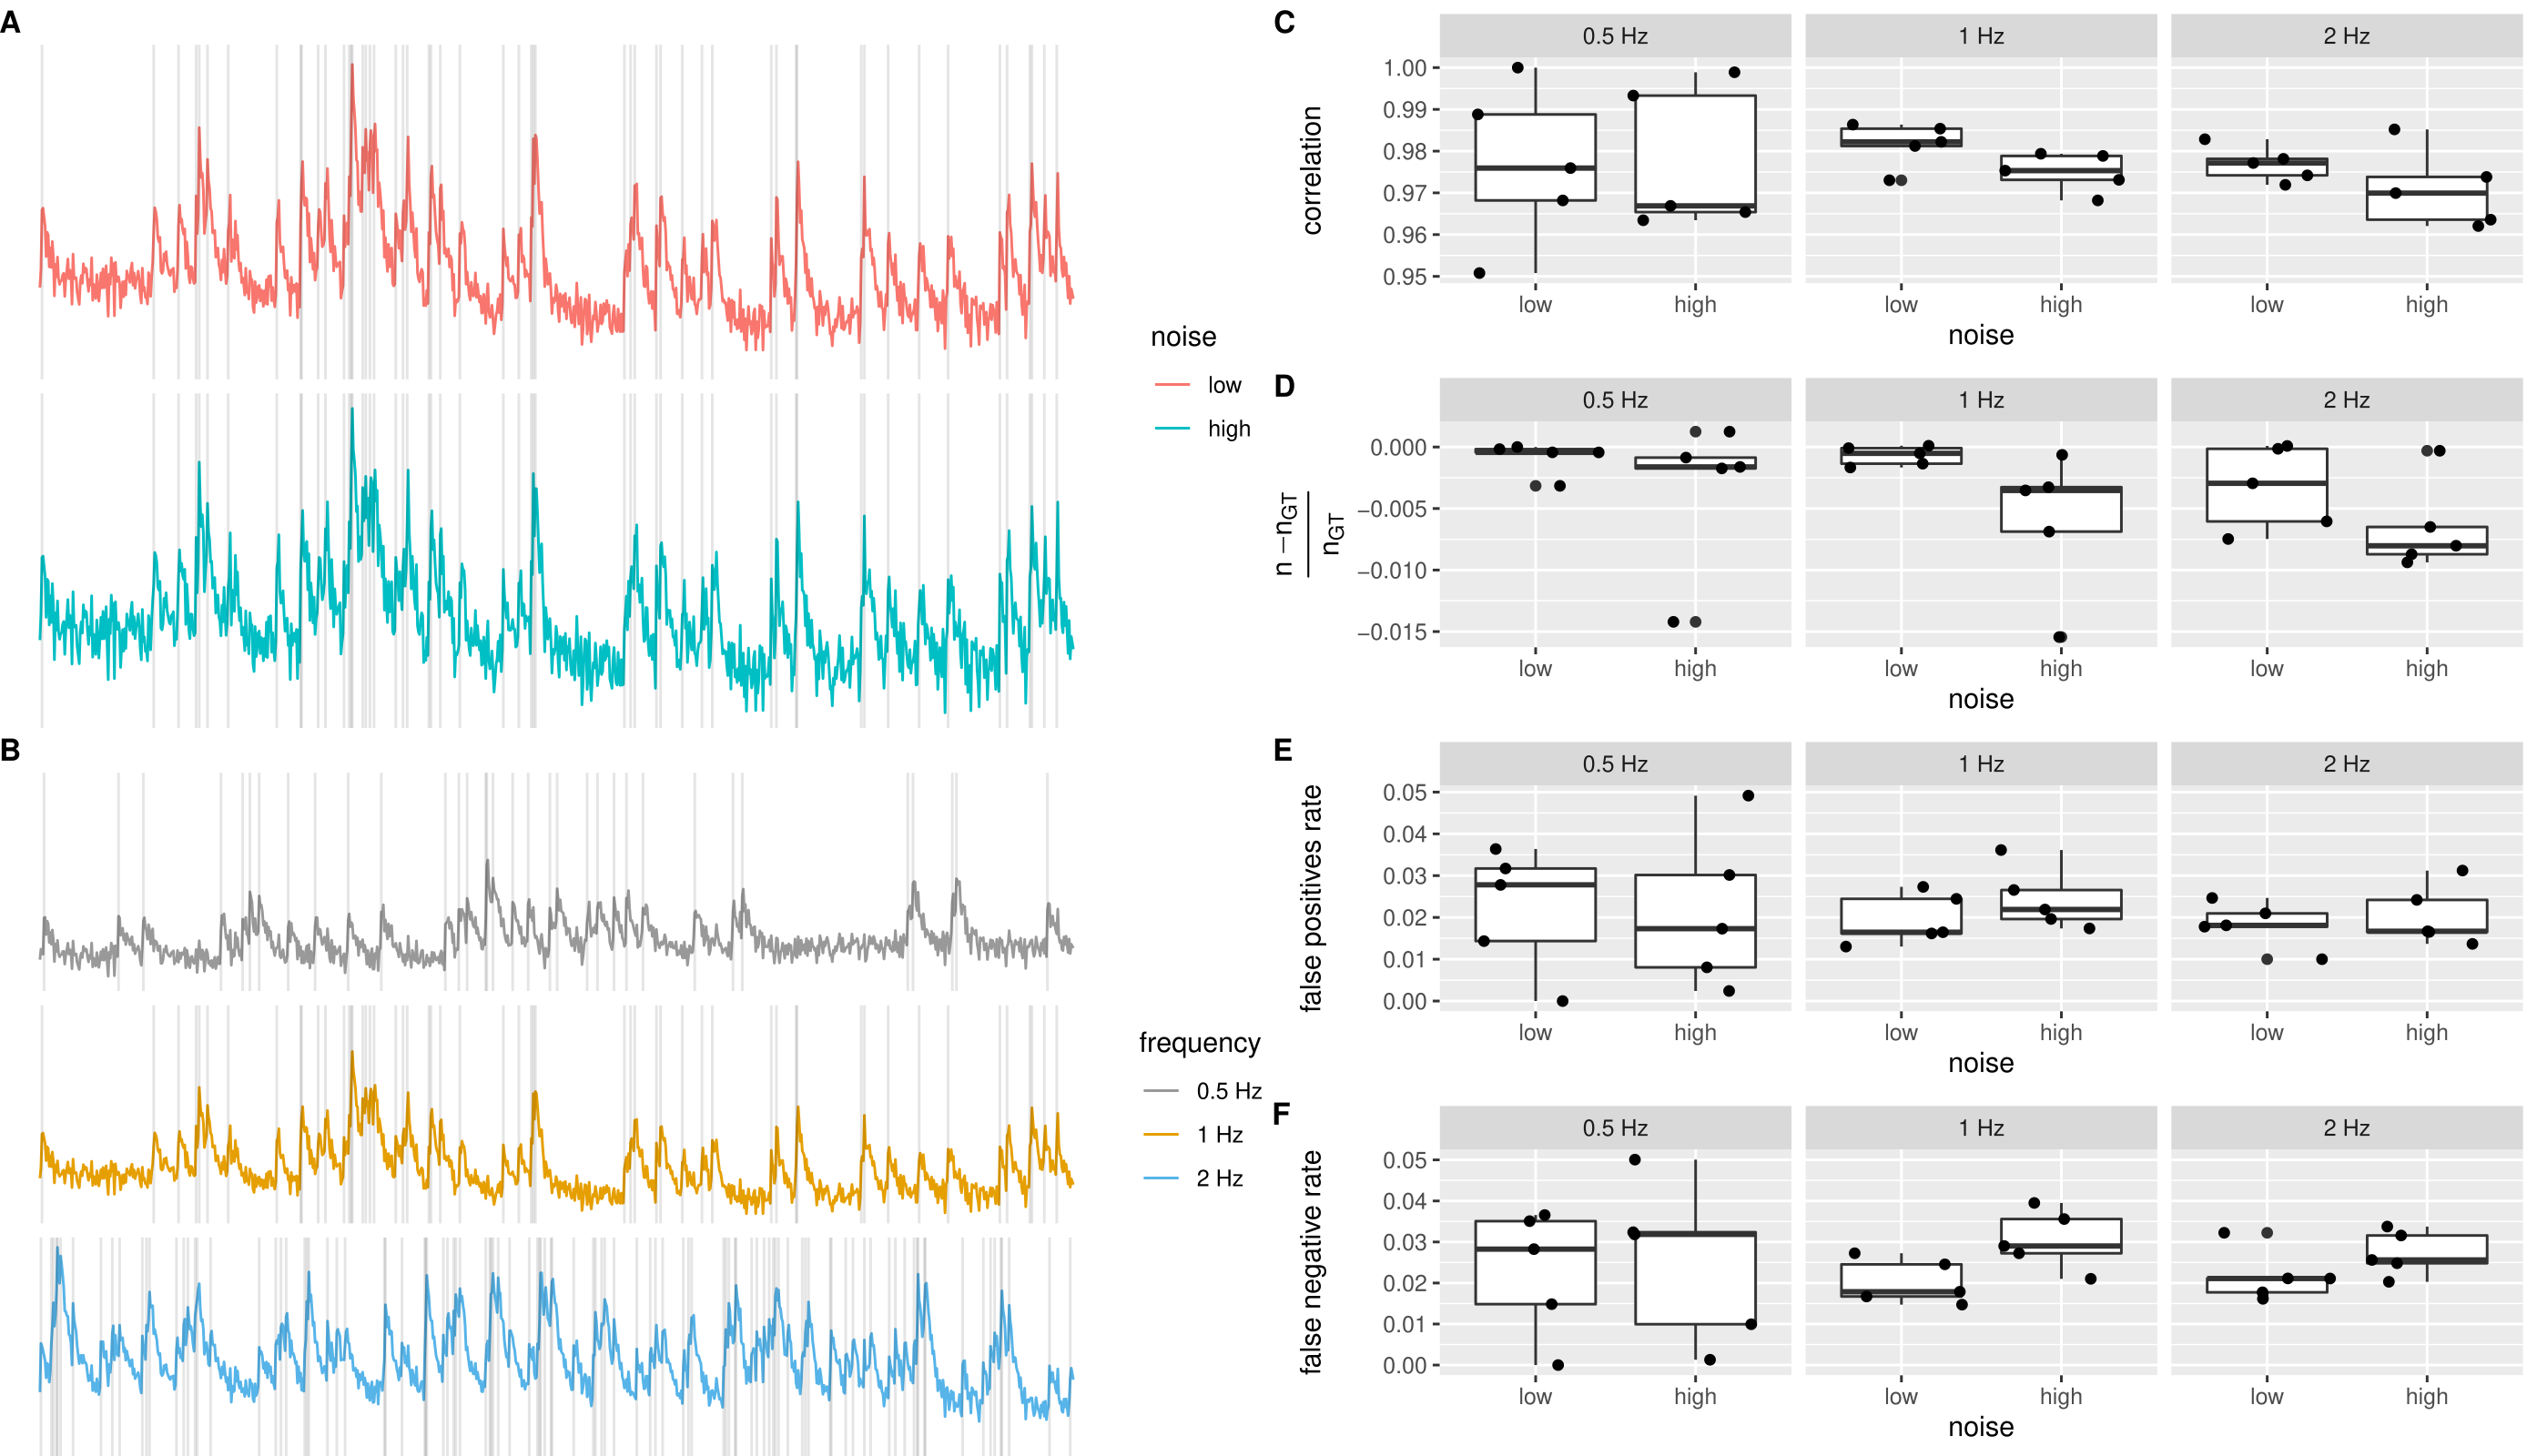 A
noise
low
high
B
frequency
0.5 Hz
1 Hz
2 Hz
C
0.5 Hz 1 Hz 2 Hz
correlation
1.00
0.99
0.98
0.97
0.96
0.95
low high low high low high
noise
D
0.5 Hz 1 Hz 2 Hz
n −nGT
nGT
0.000
−0.005
−0.010
−0.015
low high low high low high
noise
E
0.5 Hz 1 Hz 2 Hz
false positives rate
0.05
0.04
0.03
0.02
0.01
0.00
low high low high low high
noise
F
0.5 Hz 1 Hz 2 Hz
false negative rate
0.05
0.04
0.03
0.02
0.01
0.00
low high low high low high
noise